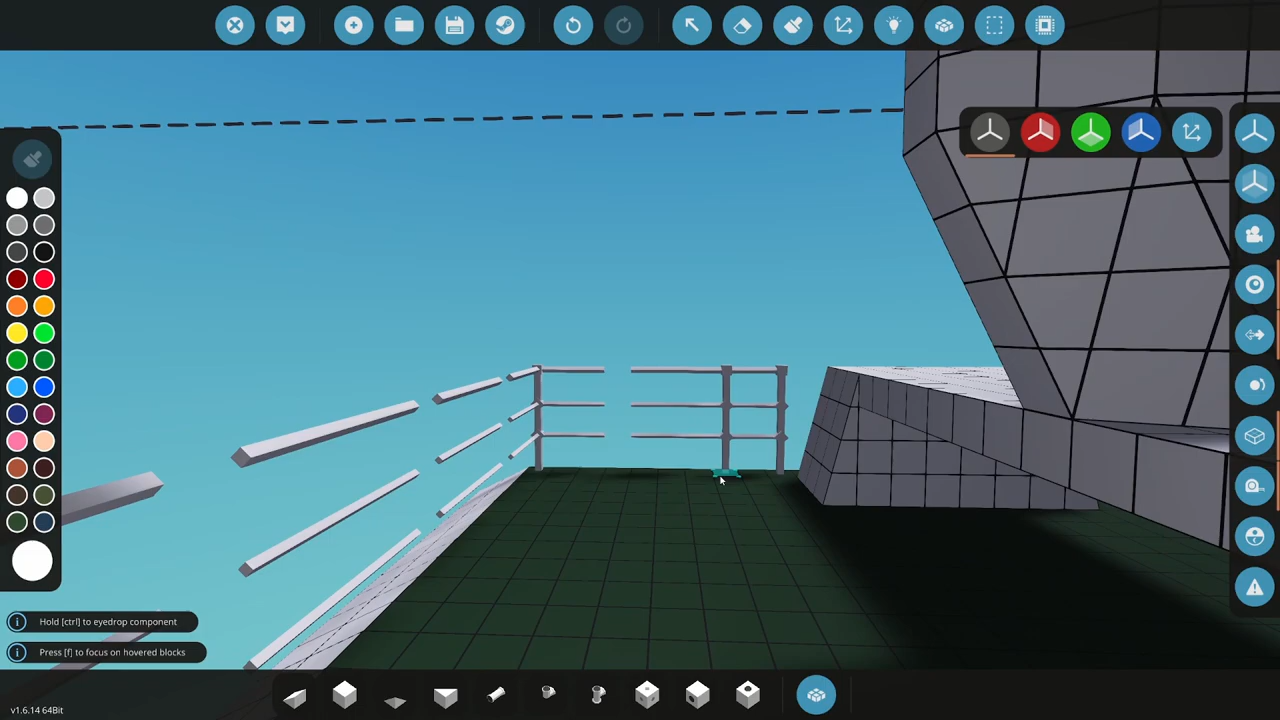 Hold [ctrl] to eyedrop component
Press [f] to focus on hovered blocks
v1.6.14 64Bit